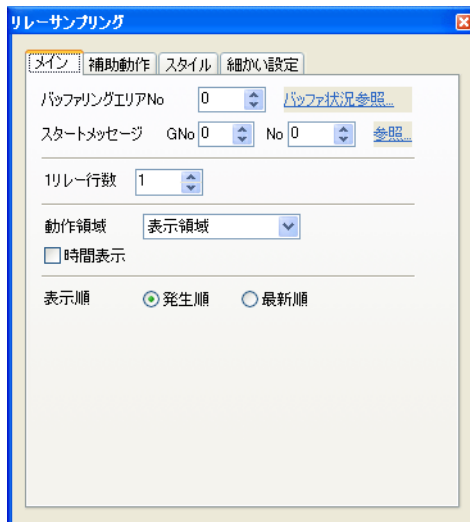 リレーサンプリング
メイン 補助動作 スタイル 細かい設定
バッファリングエリアNo 0 バッファ状況参照...
スタートメッセージ GNo 0 No 0 参照...
1リレー行数 1
動作領域 表示領域
時間表示
表示順 発生順 最新順